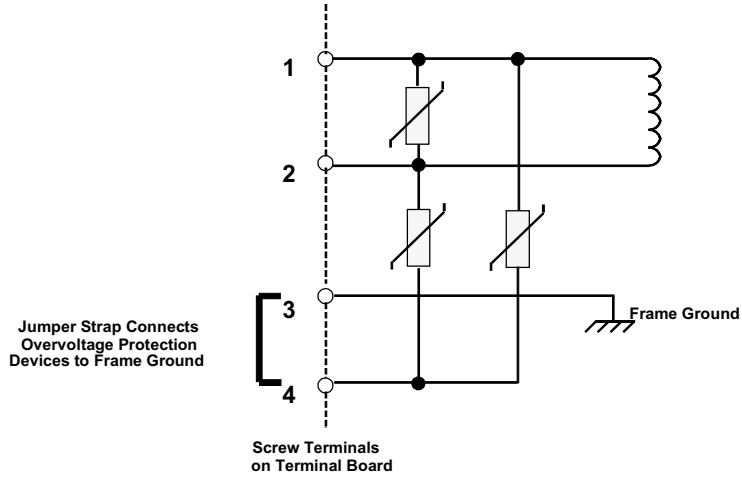 1
2
3
Frame Ground
Jumper Strap Connects
Overvoltage Protection
Devices to Frame Ground
4
Screw Terminals
on Terminal Board